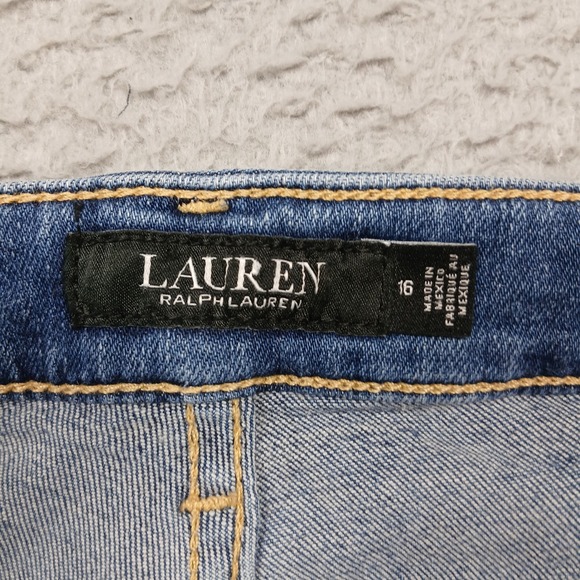 LAUREN
RALPH LAUREN
16
MADE IN
MEXICO
FABRIQUÉ AU
MEXIQUE